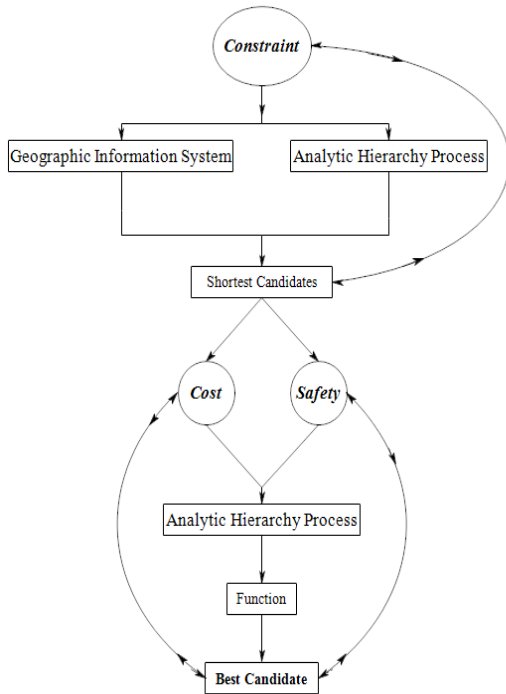 Constraint
Geographic Information System
Analytic Hierarchy Process
Shortest Candidates
Cost
Safety
Analytic Hierarchy Process
Function
Best Candidate